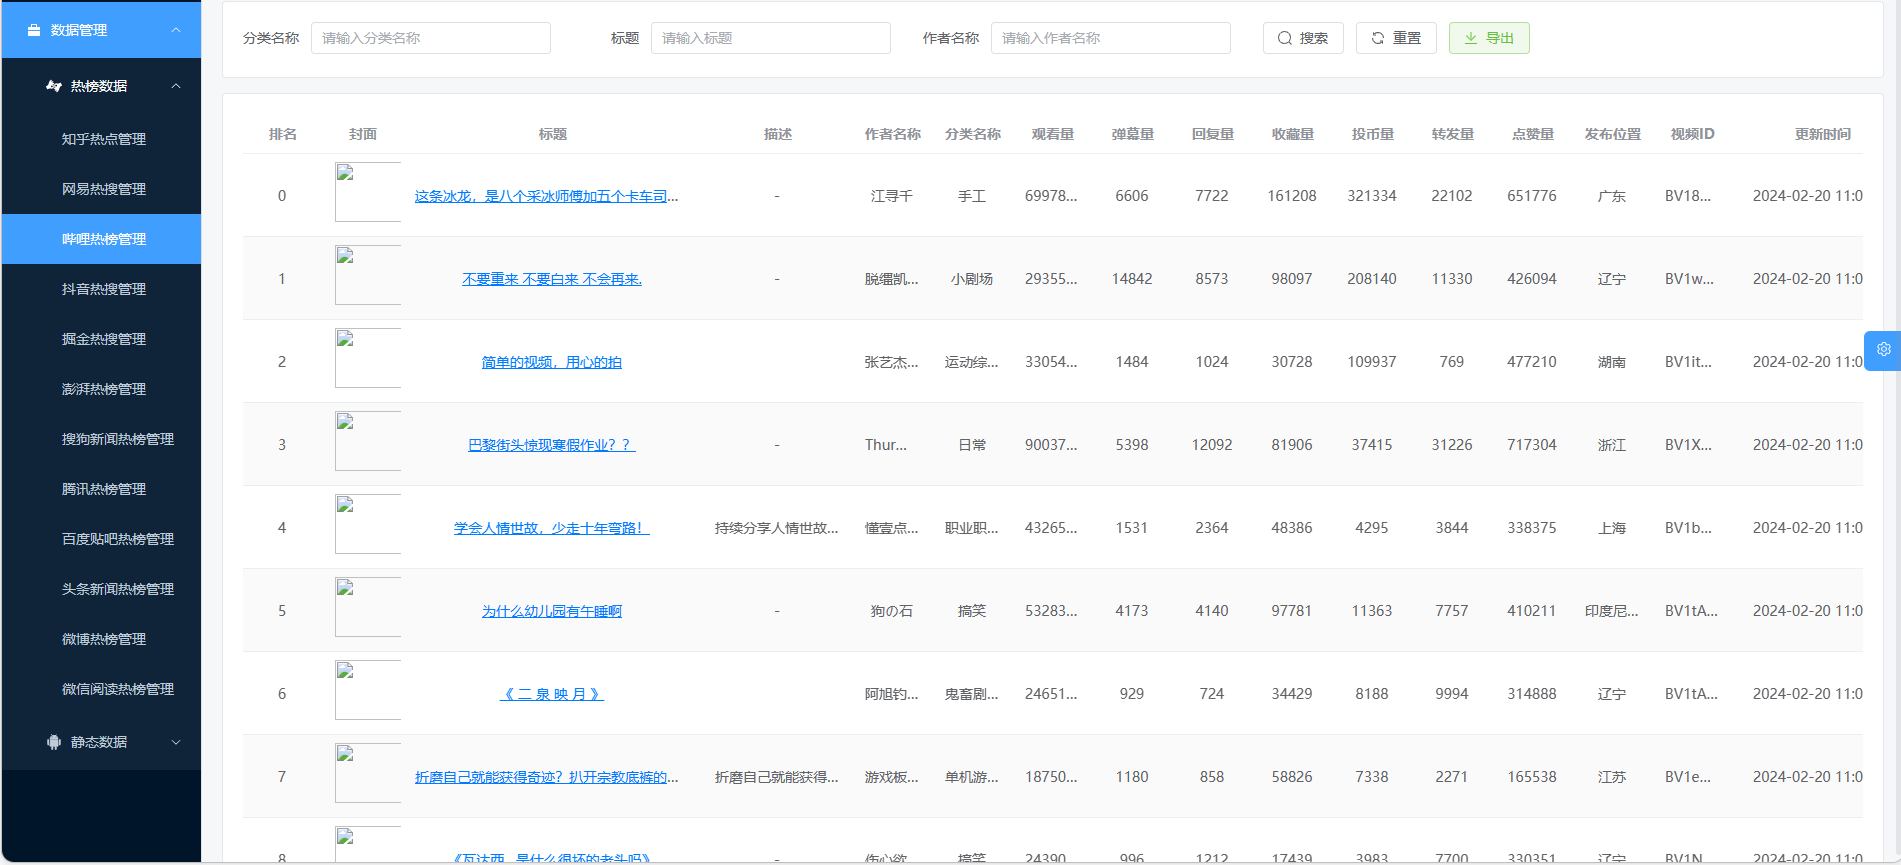 数据管理
热榜数据
知乎热点管理
网易热搜管理
哔哩热榜管理
抖音热搜管理
掘金热搜管理
澎湃热榜管理
搜狗新闻热榜管理
腾讯热榜管理
百度贴吧热榜管理
头条新闻热榜管理
微博热榜管理
微信阅读热榜管理
静态数据
分类名称 请输入分类名称 标题 请输入标题 作者名称 请输入作者名称 搜索 重置 导出
排名 封面 标题 描述 作者名称 分类名称 观看量 弹幕量 回复量 收藏量 投币量 转发量 点赞量 发布位置 视频ID 更新时间
0 这条冰龙，是八个采冰师傅加五个卡车司... - 江寻千 手工 69978... 6606 7722 161208 321334 22102 651776 广东 BV18... 2024-02-20 11:0
1 不要重来 不要白来 不会再来. - 脱缰凯... 小剧场 29355... 14842 8573 98097 208140 11330 426094 辽宁 BV1w... 2024-02-20 11:0
2 简单的视频，用心的拍 张艺杰... 运动综... 33054... 1484 1024 30728 109937 769 477210 湖南 BV1it... 2024-02-20 11:0
3 巴黎街头惊现寒假作业？？ - Thur... 日常 90037... 5398 12092 81906 37415 31226 717304 浙江 BV1X... 2024-02-20 11:0
4 学会人情世故，少走十年弯路！ 持续分享人情世故... 懂壹点... 职业职... 43265... 1531 2364 48386 4295 3844 338375 上海 BV1b... 2024-02-20 11:0
5 为什么幼儿园有午睡啊 - 狗の石 搞笑 53283... 4173 4140 97781 11363 7757 410211 印度尼... BV1tA... 2024-02-20 11:0
6 《 二 泉 映 月 》 阿旭钓... 鬼畜剧... 24651... 929 724 34429 8188 9994 314888 辽宁 BV1tA... 2024-02-20 11:0
7 折磨自己就能获得奇迹？扒开宗教底裤的... 折磨自己就能获得... 游戏板... 单机游... 18750... 1180 858 58826 7338 2271 165538 江苏 BV1e... 2024-02-20 11:0
8 《瓦达西，是什么很坏的老头吗》 - 伤心欲... 搞笑 24390... 996 1212 17439 3983 7700 330351 辽宁 BV1N... 2024-02-20 11:0